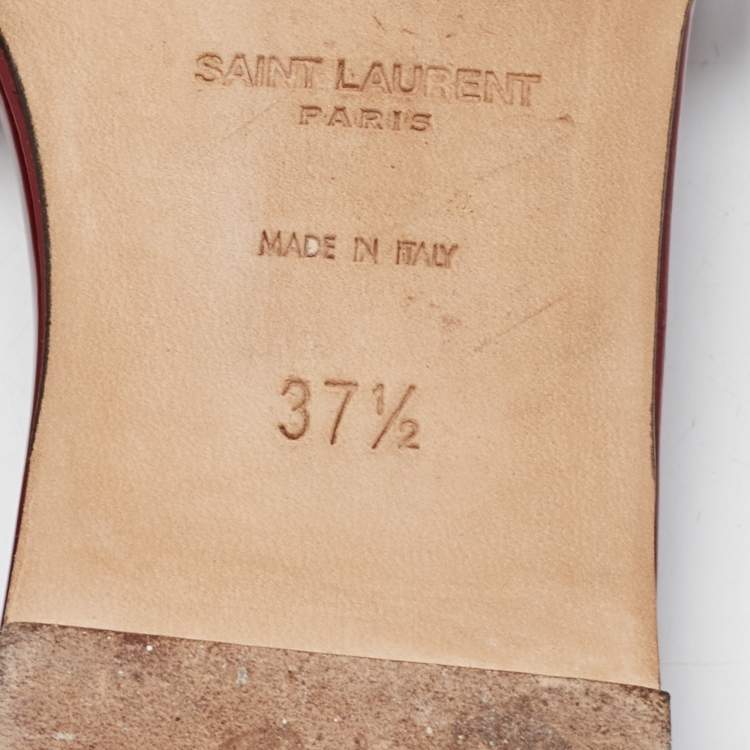 SAINT LAURENT
PARIS
MADE IN ITALY
37½